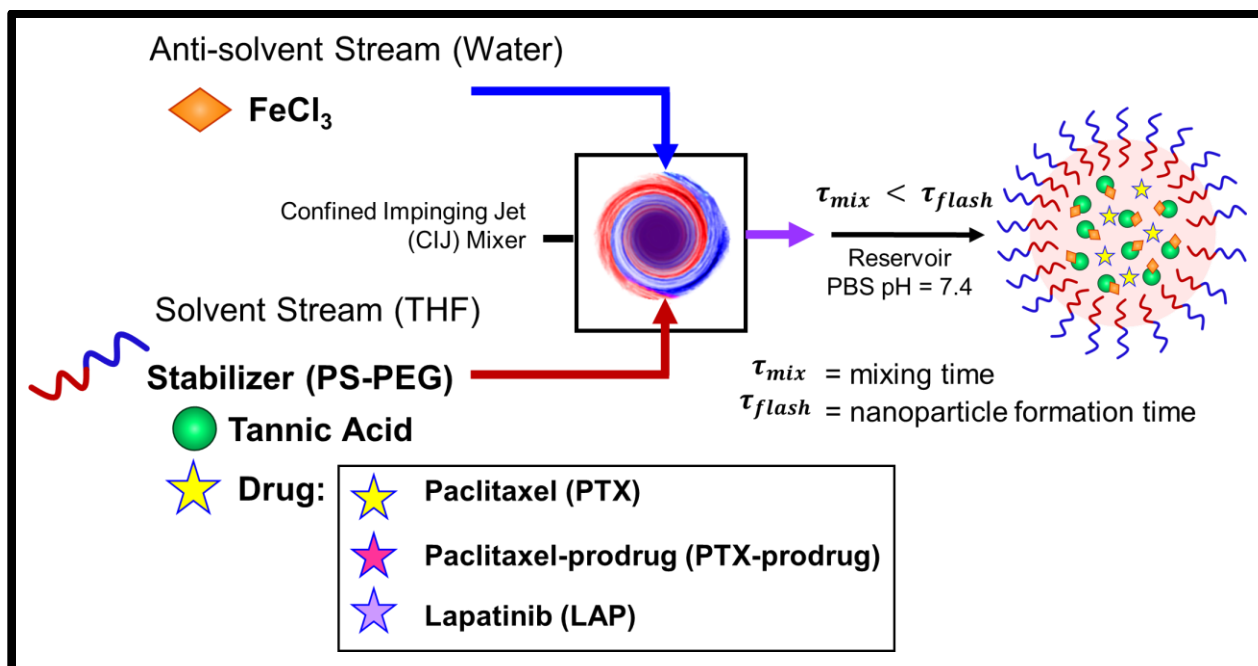 Anti-solvent Stream (Water)
FeCl₃
Confined Impinging Jet
(CIJ) Mixer
τmix < τflash
Reservoir
PBS pH = 7.4
Solvent Stream (THF)
Stabilizer (PS-PEG)
τmix = mixing time
τflash = nanoparticle formation time
Tannic Acid
Drug:
Paclitaxel (PTX)
Paclitaxel-prodrug (PTX-prodrug)
Lapatinib (LAP)